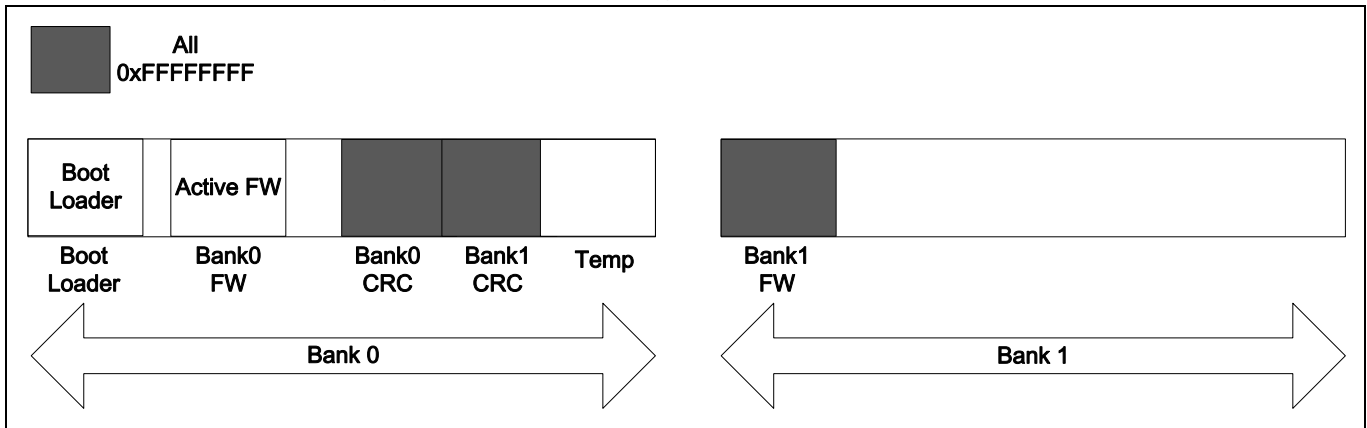 All
0xFFFFFFFF
Boot
Loader
Active FW
Boot
Loader
Bank0
FW
Bank0
CRC
Bank1
CRC
Temp
Bank1
FW
Bank 0
Bank 1